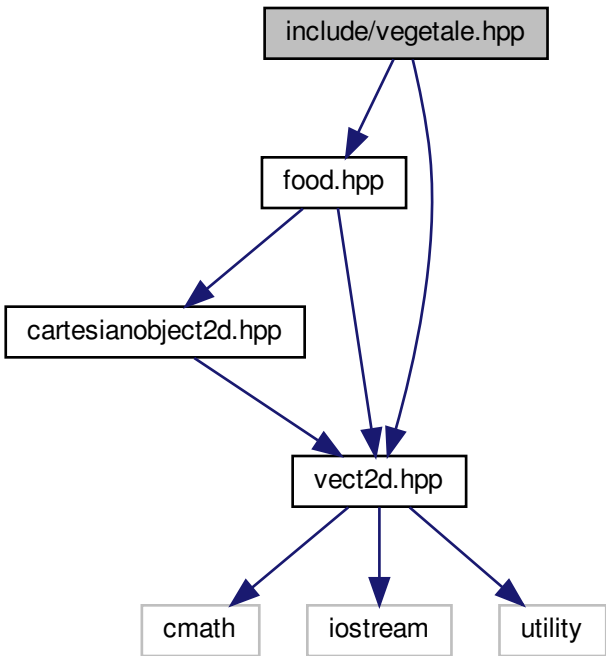 include/vegetale.hpp
food.hpp
cartesianobject2d.hpp
vect2d.hpp
cmath
iostream
utility